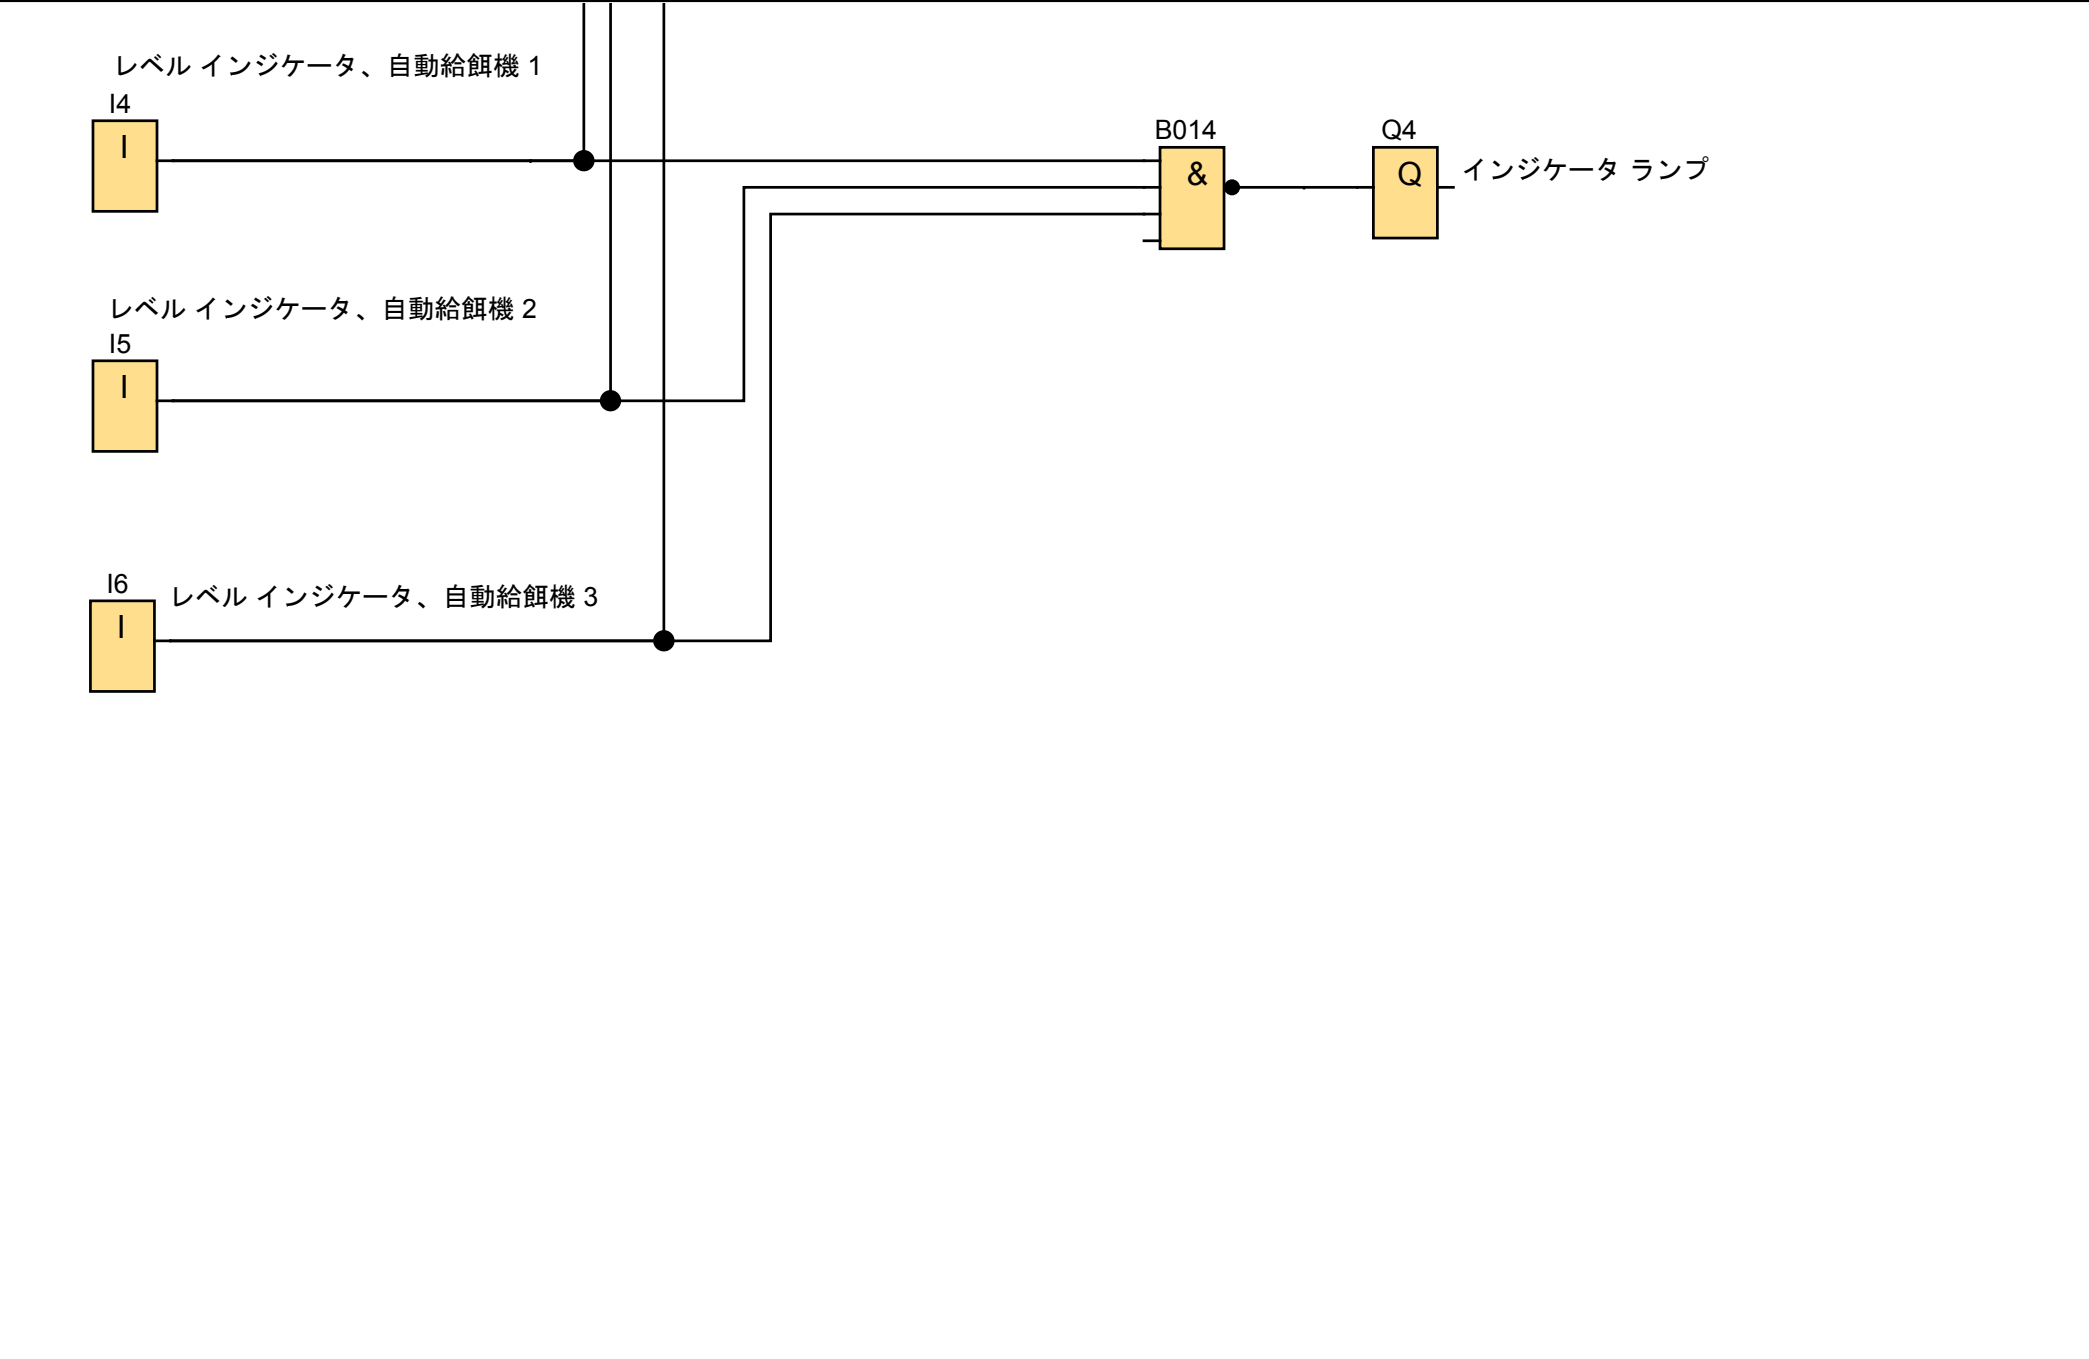 レベル インジケータ、自動給餌機 1
I4
I
B014
&
Q4
Q
インジケータ ランプ
レベル インジケータ、自動給餌機 2
I5
I
I6
I
レベル インジケータ、自動給餌機 3